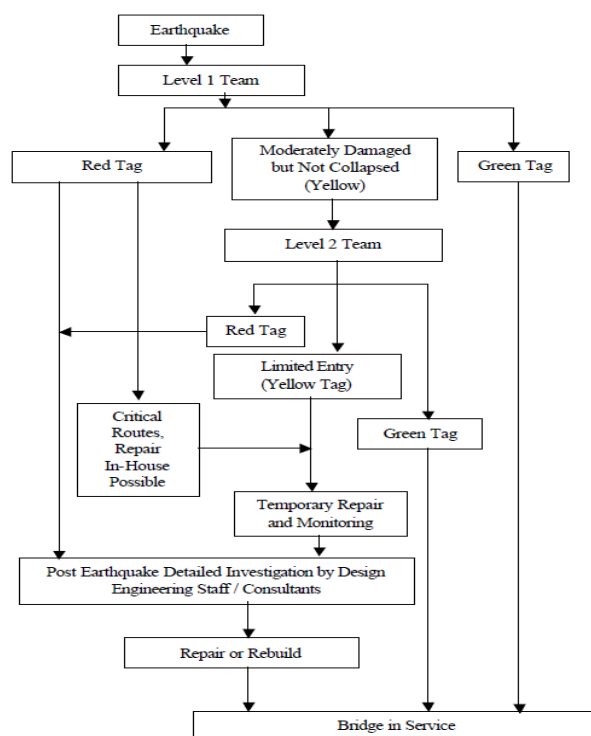 Earthquake
Level 1 Team
Red Tag
Moderately Damaged
but Not Collapsed
(Yellow)
Green Tag
Level 2 Team
Red Tag
Limited Entry
(Yellow Tag)
Critical
Routes,
Repair
In-House
Possible
Green Tag
Temporary Repair
and Monitoring
Post Earthquake Detailed Investigation by Design
Engineering Staff / Consultants
Repair or Rebuild
Bridge in Service